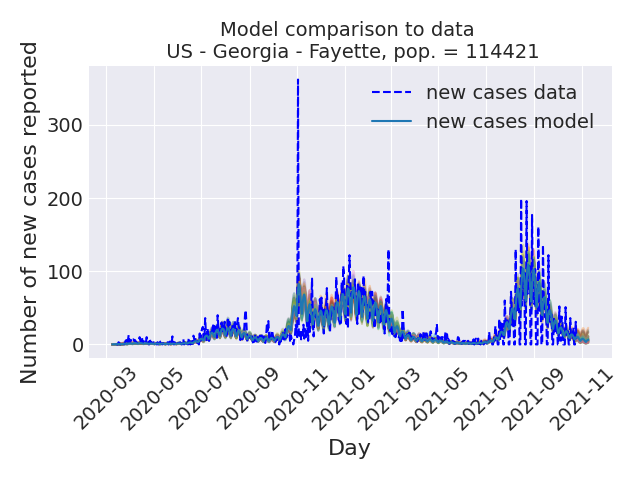 Model comparison to data
US - Georgia - Fayette, pop. = 114421
Number of new cases reported
300
200
100
0
new cases data
new cases model
2020-03
2020-05
2020-07
2020-09
2020-11
2021-01
2021-03
2021-05
2021-07
2021-09
2021-11
Day